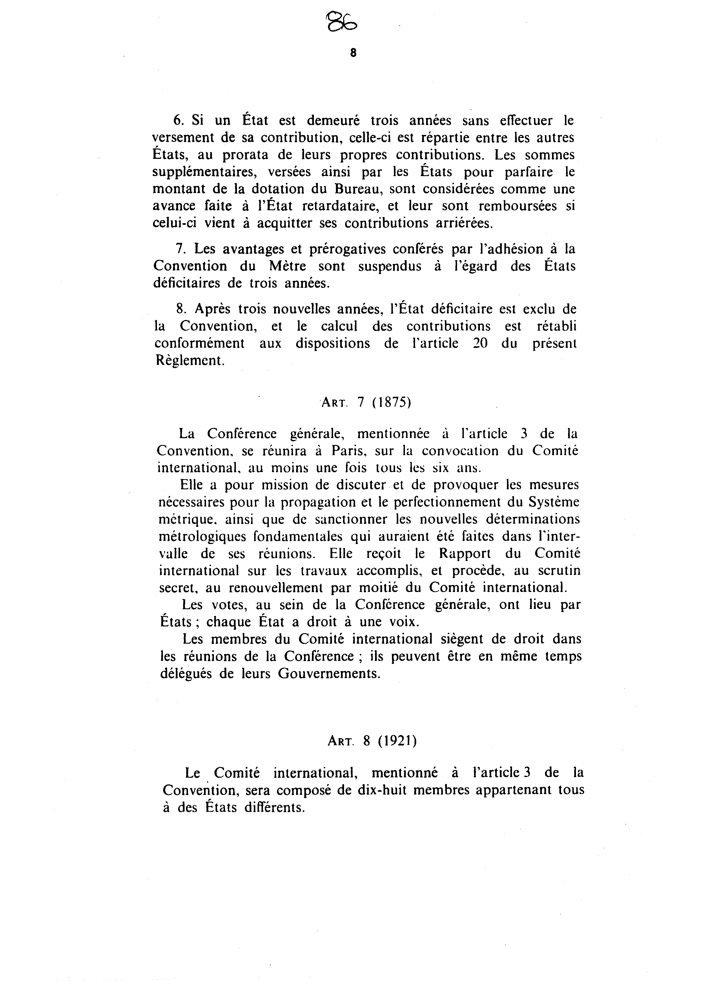 86
8
6. Si un État est demeuré trois années sans effectuer le
versement de sa contribution, celle-ci est répartie entre les autres
États, au prorata de leurs propres contributions. Les sommes
supplémentaires, versées ainsi par les États pour parfaire le
montant de la dotation du Bureau, sont considérées comme une
avance faite à l'État retardataire, et leur sont remboursées si
celui-ci vient à acquitter ses contributions arriérées.
7. Les avantages et prérogatives conférés par l'adhésion à la
Convention du Mètre sont suspendus à l'égard des États
déficitaires de trois années.
8. Après trois nouvelles années, l'État déficitaire est exclu de
la Convention, et le calcul des contributions est rétabli
conformément aux dispositions de l'article 20 du présent
Règlement.
ART. 7 (1875)
La Conférence générale, mentionnée à l'article 3 de la
Convention, se réunira à Paris, sur la convocation du Comité
international, au moins une fois tous les six ans.
Elle a pour mission de discuter et de provoquer les mesures
nécessaires pour la propagation et le perfectionnement du Système
métrique, ainsi que de sanctionner les nouvelles déterminations
métrologiques fondamentales qui auraient été faites dans l'inter-
valle de ses réunions. Elle reçoit le Rapport du Comité
international sur les travaux accomplis, et procède, au scrutin
secret, au renouvellement par moitié du Comité international.
Les votes, au sein de la Conférence générale, ont lieu par
États ; chaque État a droit à une voix.
Les membres du Comité international siègent de droit dans
les réunions de la Conférence ; ils peuvent être en même temps
délégués de leurs Gouvernements.
ART. 8 (1921)
Le Comité international, mentionné à l'article 3 de la
Convention, sera composé de dix-huit membres appartenant tous
à des États différents.